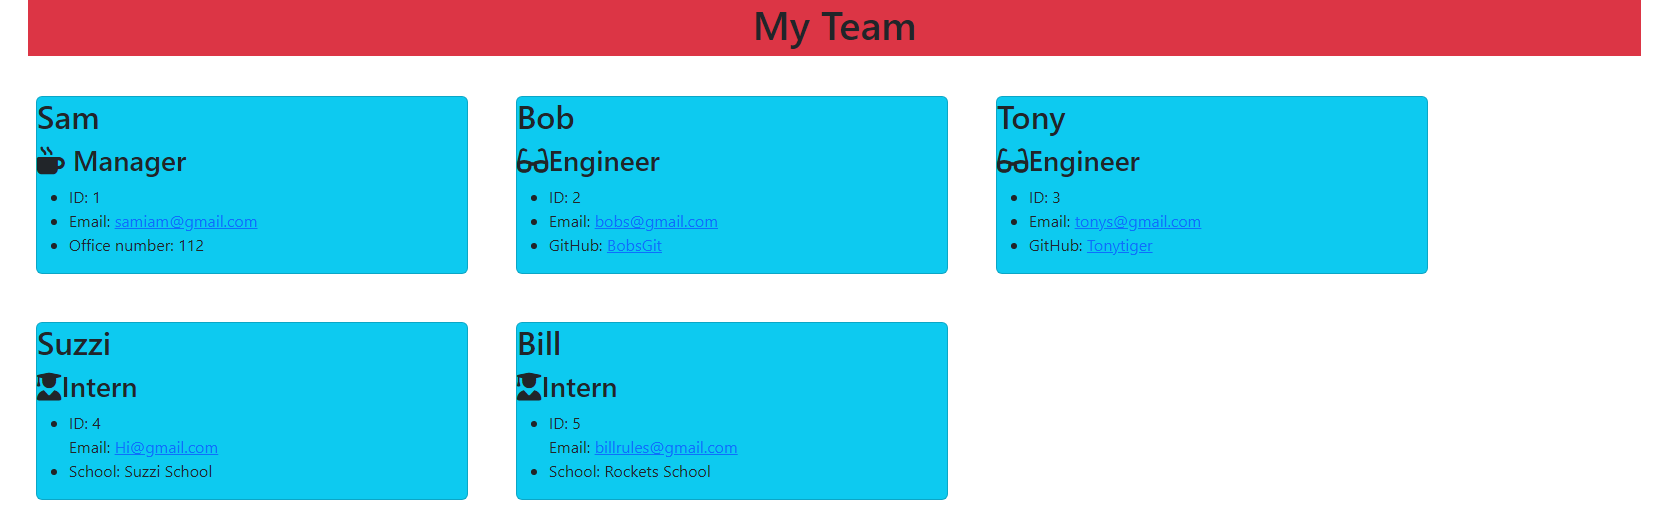 My Team
Sam
Manager
ID: 1
Email: samiam@gmail.com
Office number: 112
Bob
Engineer
ID: 2
Email: bobs@gmail.com
GitHub: BobsGit
Tony
Engineer
ID: 3
Email: tonys@gmail.com
GitHub: Tonytiger
Suzzi
Intern
ID: 4
Email: Hi@gmail.com
School: Suzzi School
Bill
Intern
ID: 5
Email: billrules@gmail.com
School: Rockets School